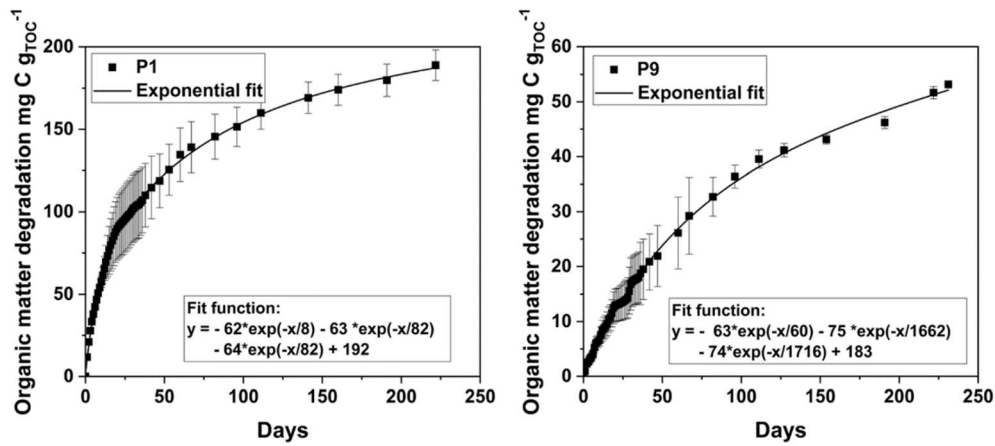 Organic matter degradation mg C g_TOC^-1
200
150
100
50
0
P1
Exponential fit
Fit function:
y = - 62*exp(-x/8) - 63 *exp(-x/82)
- 64*exp(-x/82) + 192
0 50 100 150 200 250
Days
Organic matter degradation mg C g_TOC^-1
60
50
40
30
20
10
0
P9
Exponential fit
Fit function:
y = - 63*exp(-x/60) - 75 *exp(-x/1662)
- 74*exp(-x/1716) + 183
0 50 100 150 200 250
Days